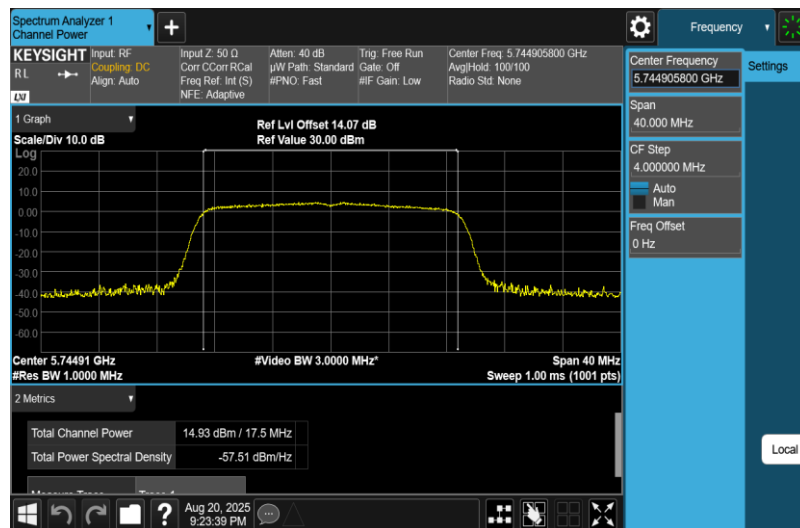 Spectrum Analyzer 1
Channel Power
+
Frequency
KEYSIGHT
RL
LXI
Input: RF
Coupling: DC
Align: Auto
Input Z: 50 Ω
Corr CCorr RCal
Freq Ref: Int (S)
NFE: Adaptive
Atten: 40 dB
µW Path: Standard
#PNO: Fast
Trig: Free Run
Gate: Off
#IF Gain: Low
Center Freq: 5.744905800 GHz
Avg|Hold: 100/100
Radio Std: None
Center Frequency
5.744905800 GHz
Settings
Span
40.000 MHz
CF Step
4.000000 MHz
Auto
Man
Freq Offset
0 Hz
Local
1 Graph
Scale/Div 10.0 dB
Ref Lvl Offset 14.07 dB
Ref Value 30.00 dBm
Log
20.0
10.0
0.00
-10.0
-20.0
-30.0
-40.0
-50.0
-60.0
Center 5.74491 GHz
#Res BW 1.0000 MHz
#Video BW 3.0000 MHz*
Span 40 MHz
Sweep 1.00 ms (1001 pts)
2 Metrics
Total Channel Power 14.93 dBm / 17.5 MHz
Total Power Spectral Density -57.51 dBm/Hz
?
Aug 20, 2025
9:23:39 PM